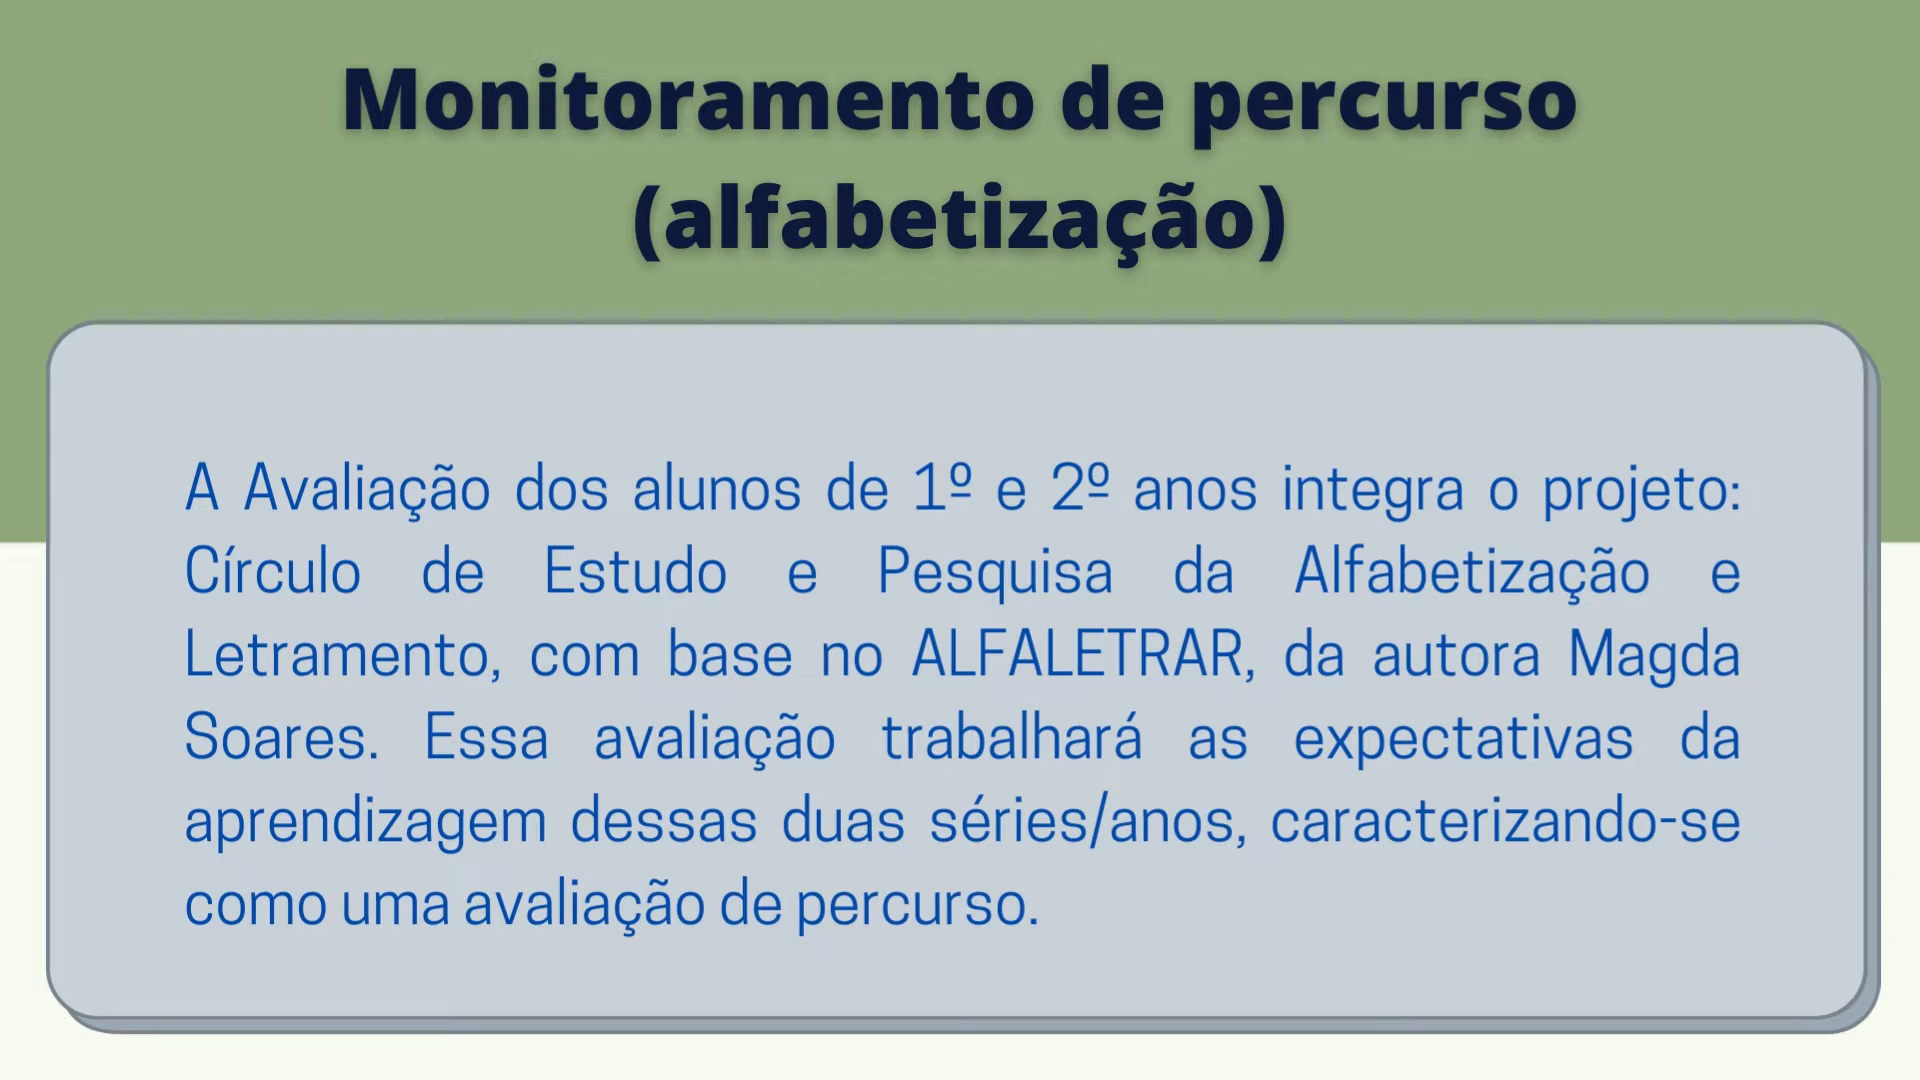 Monitoramento de percurso
(alfabetização)
A Avaliação dos alunos de 1º e 2º anos integra o projeto:
Círculo de Estudo e Pesquisa da Alfabetização e
Letramento, com base no ALFALETRAR, da autora Magda
Soares. Essa avaliação trabalhará as expectativas da
aprendizagem dessas duas séries/anos, caracterizando-se
como uma avaliação de percurso.